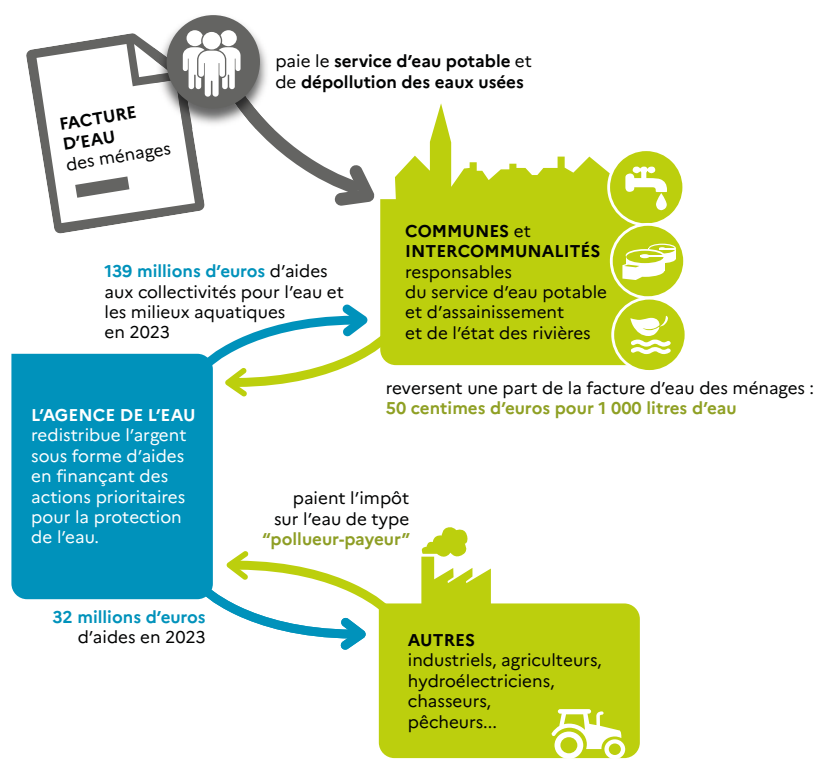 paie le service d'eau potable et
de dépollution des eaux usées
FACTURE
D'EAU
des ménages
COMMUNES et
INTERCOMMUNALITÉS
responsables
du service d'eau potable
et d'assainissement
et de l'état des rivières
139 millions d'euros d'aides
aux collectivités pour l'eau et
les milieux aquatiques
en 2023
reversent une part de la facture d'eau des ménages :
50 centimes d'euros pour 1 000 litres d'eau
L'AGENCE DE L'EAU
redistribue l'argent
sous forme d'aides
en finançant des
actions prioritaires
pour la protection
de l'eau.
paient l'impôt
sur l'eau de type
“pollueur-payeur”
32 millions d'euros
d'aides en 2023
AUTRES
industriels, agriculteurs,
hydroélectriciens,
chasseurs,
pêcheurs...